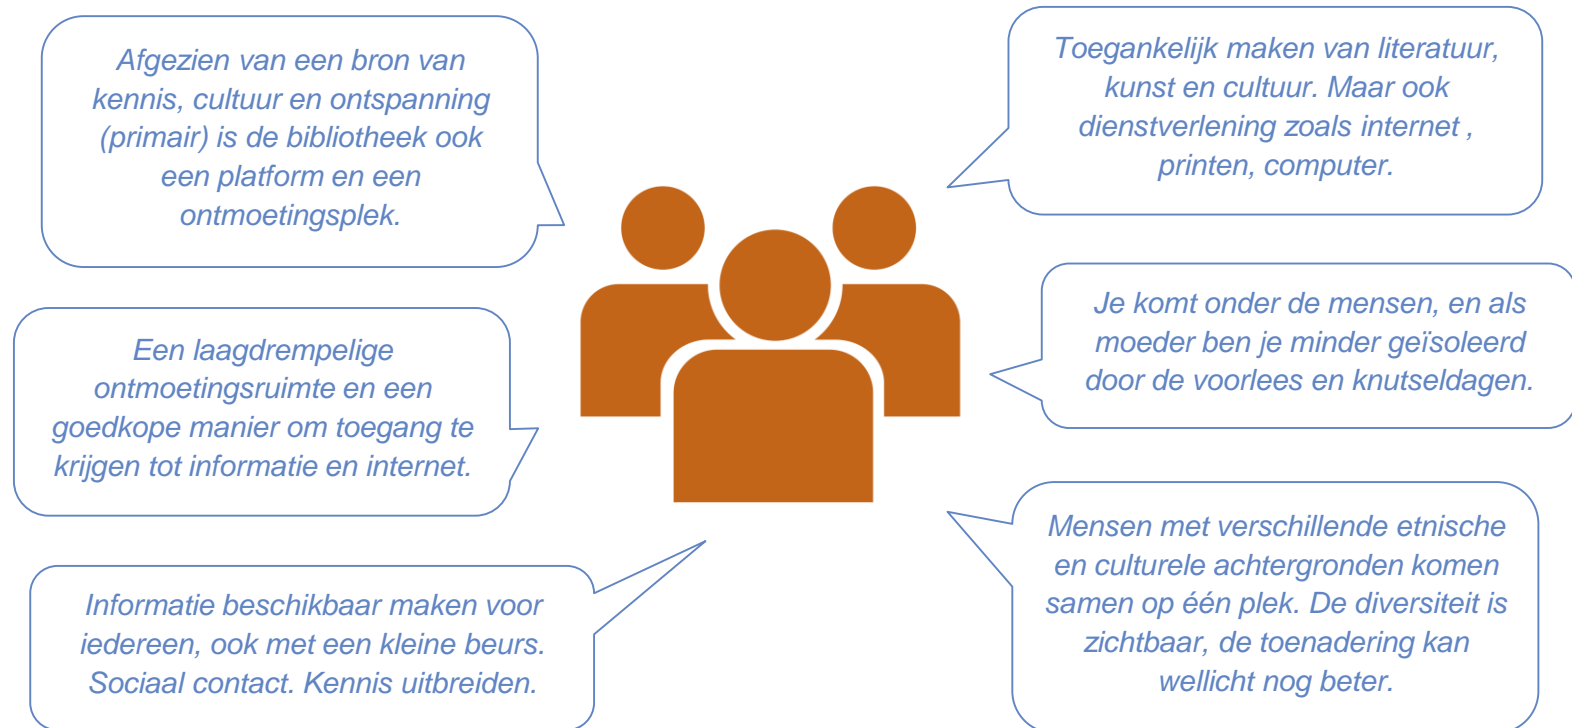 Afgezien van een bron van
kennis, cultuur en ontspanning
(primair) is de bibliotheek ook
een platform en een
ontmoetingsplek.
Toegankelijk maken van literatuur,
kunst en cultuur. Maar ook
dienstverlening zoals internet ,
printen, computer.
Een laagdrempelige
ontmoetingsruimte en een
goedkope manier om toegang te
krijgen tot informatie en internet.
Je komt onder de mensen, en als
moeder ben je minder geïsoleerd
door de voorlees en knutseldagen.
Informatie beschikbaar maken voor
iedereen, ook met een kleine beurs.
Sociaal contact. Kennis uitbreiden.
Mensen met verschillende etnische
en culturele achtergronden komen
samen op één plek. De diversiteit is
zichtbaar, de toenadering kan
wellicht nog beter.